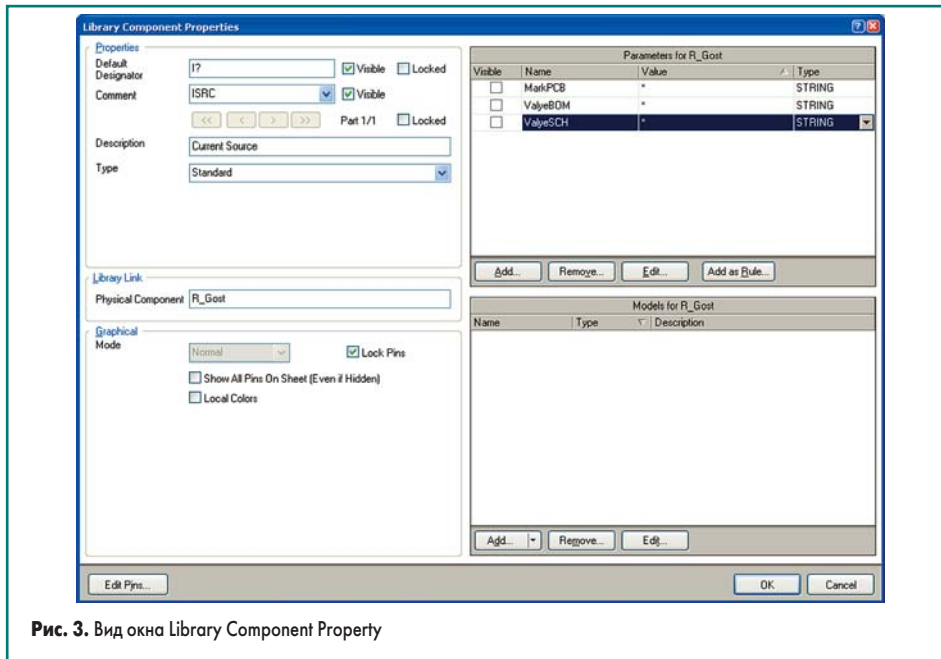 Library Component Properties
Properties
Default Designator
I?
Visible
Locked
Comment
ISRC
Visible
<<
<
>
>>
Part 1/1
Locked
Description
Current Source
Type
Standard
Library Link
Physical Component
R_Gost
Graphical
Mode
Normal
Lock Pins
Show All Pins On Sheet (Even if Hidden)
Local Colors
Parameters for R_Gost
Visible Name Value Type
MarkPCB * STRING
ValyeBOM * STRING
ValyeSCH * STRING
Add... Remove... Edit... Add as Rule...
Models for R_Gost
Name Type Description
Add... Remove... Edit...
Edit Pins...
OK Cancel
Рис. 3. Вид окна Library Component Property